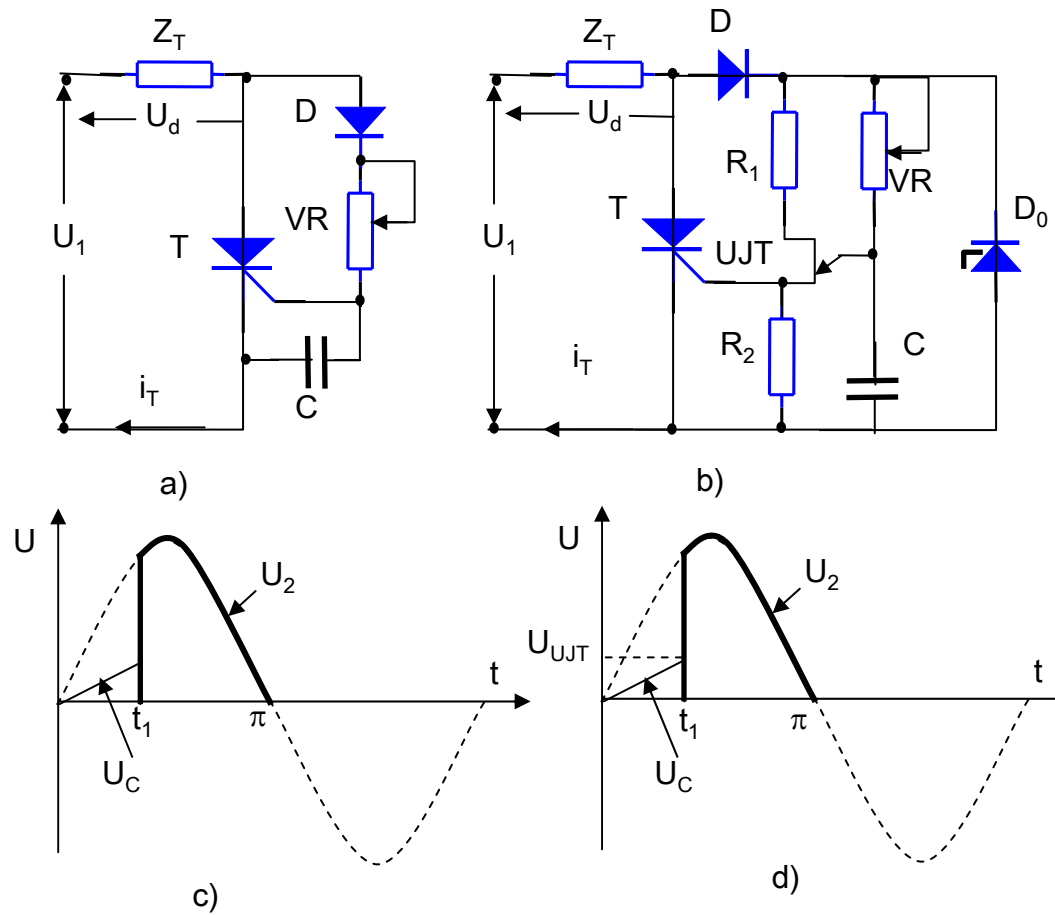 Z_T
U_d
D
VR
U_1
T
i_T
C
a)
Z_T
D
U_d
R_1
VR
D_0
T
U_1
UJT
R_2
C
i_T
b)
U
U_2
t
t_1
π
U_C
c)
U
U_2
U_UJT
t
t_1
π
U_C
d)